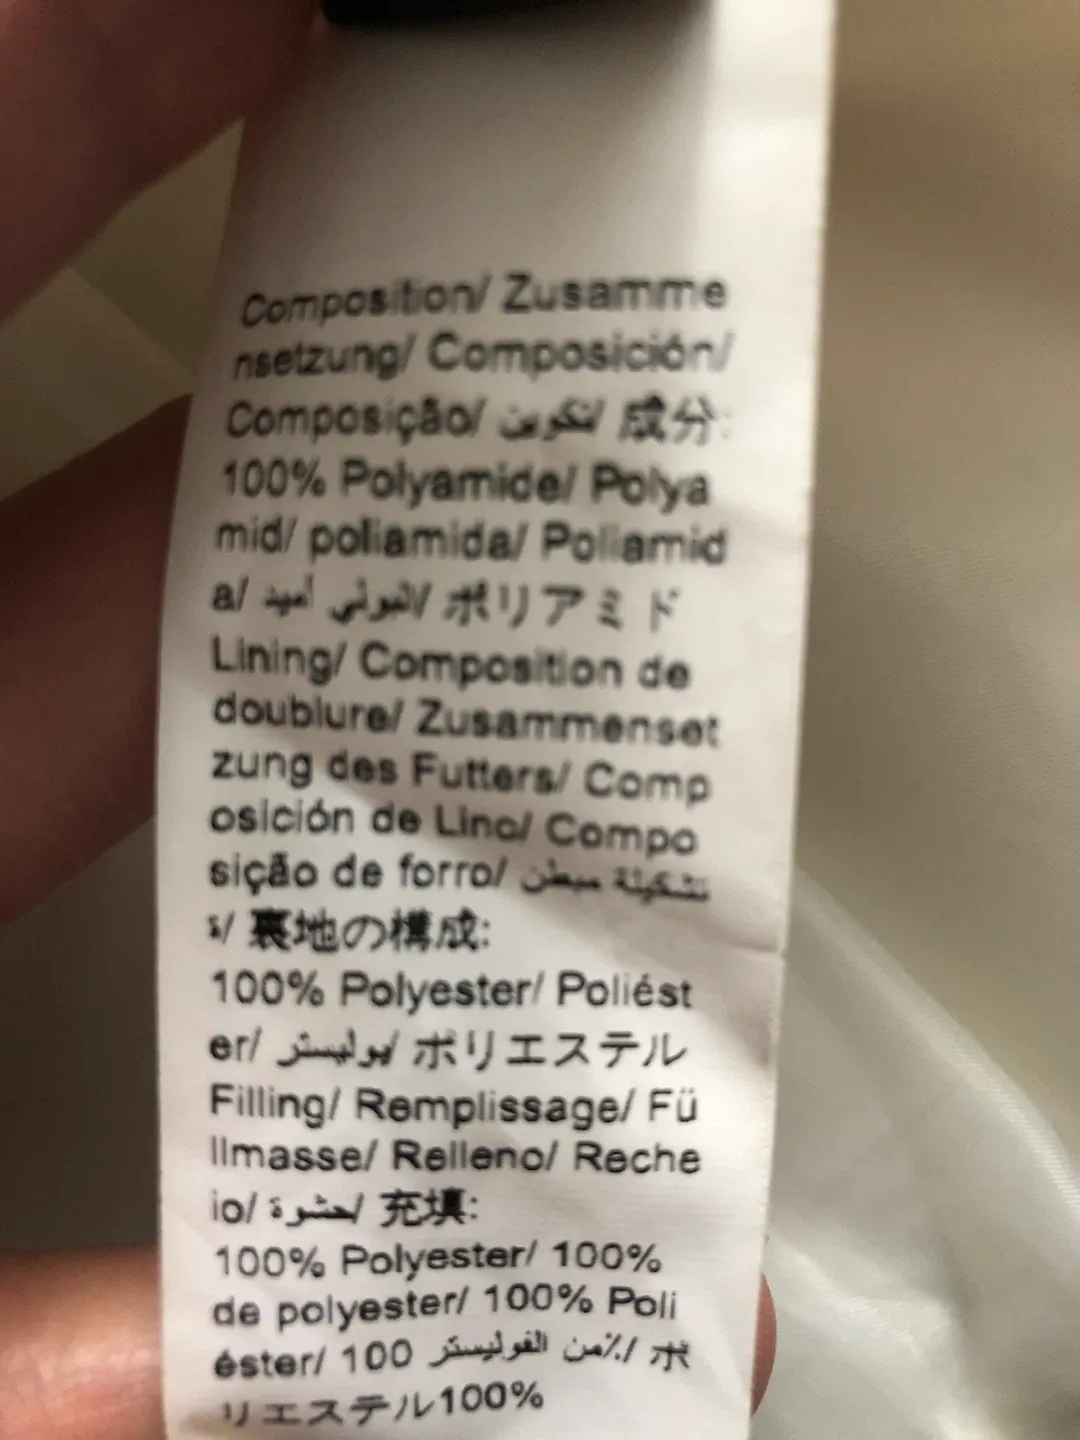 Composition/ Zusamme
nsetzung/ Composición/
Composição/ تكوين/ 成分:
100% Polyamide/ Polya
mid/ poliamida/ Poliamid
a/ البولي أميد/ ポリアミド
Lining/ Composition de
doublure/ Zusammenset
zung des Futters/ Comp
osición de Lino/ Compo
sição de forro/ تشكيلة مبطن
/ 裏地の構成:
100% Polyester/ Poliést
er/ بوليستر/ ポリエステル
Filling/ Remplissage/ Fü
llmasse/ Relleno/ Reche
io/ حشوة/ 充填:
100% Polyester/ 100%
de polyester/ 100% Poli
éster/ 100 ٪من الفوليستر/ ポ
リエステル100%